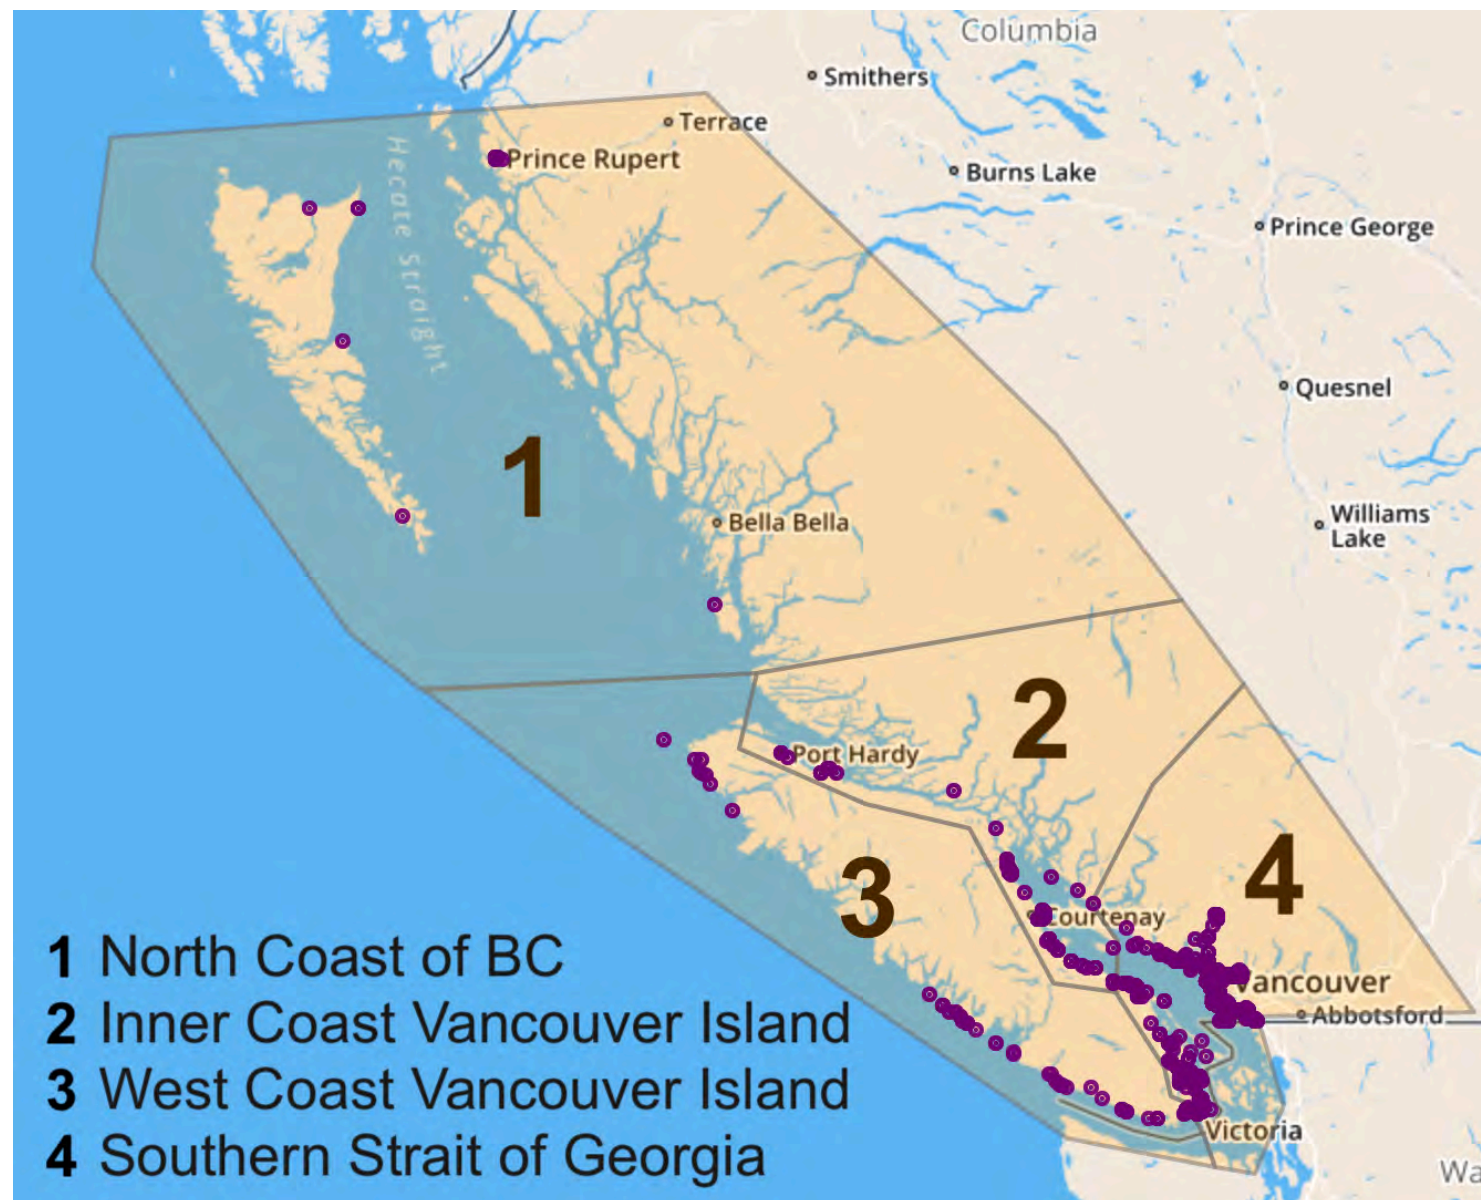 Columbia
Smithers
Terrace
Prince Rupert
Burns Lake
Prince George
Hecate Straight
Quesnel
1
Bella Bella
Williams
Lake
2
Port Hardy
3
4
Courtenay
Vancouver
Abbotsford
Victoria
Wa
1 North Coast of BC
2 Inner Coast Vancouver Island
3 West Coast Vancouver Island
4 Southern Strait of Georgia